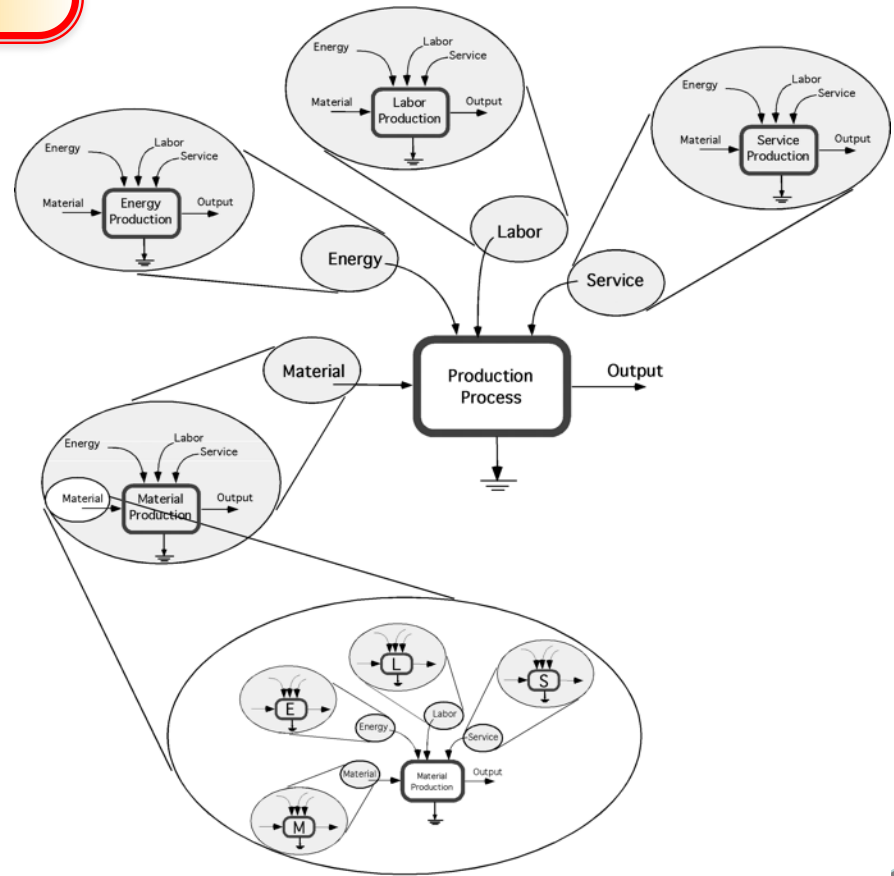 Energy
Labor
Service
Material
Labor
Production
Output
Energy
Labor
Service
Material
Service
Production
Output
Energy
Labor
Service
Material
Energy
Production
Output
Labor
Energy
Service
Material
Production
Process
Output
Energy
Labor
Service
Material
Material
Production
Output
L
S
E
Labor
Energy
Service
Material
Material
Production
Output
M